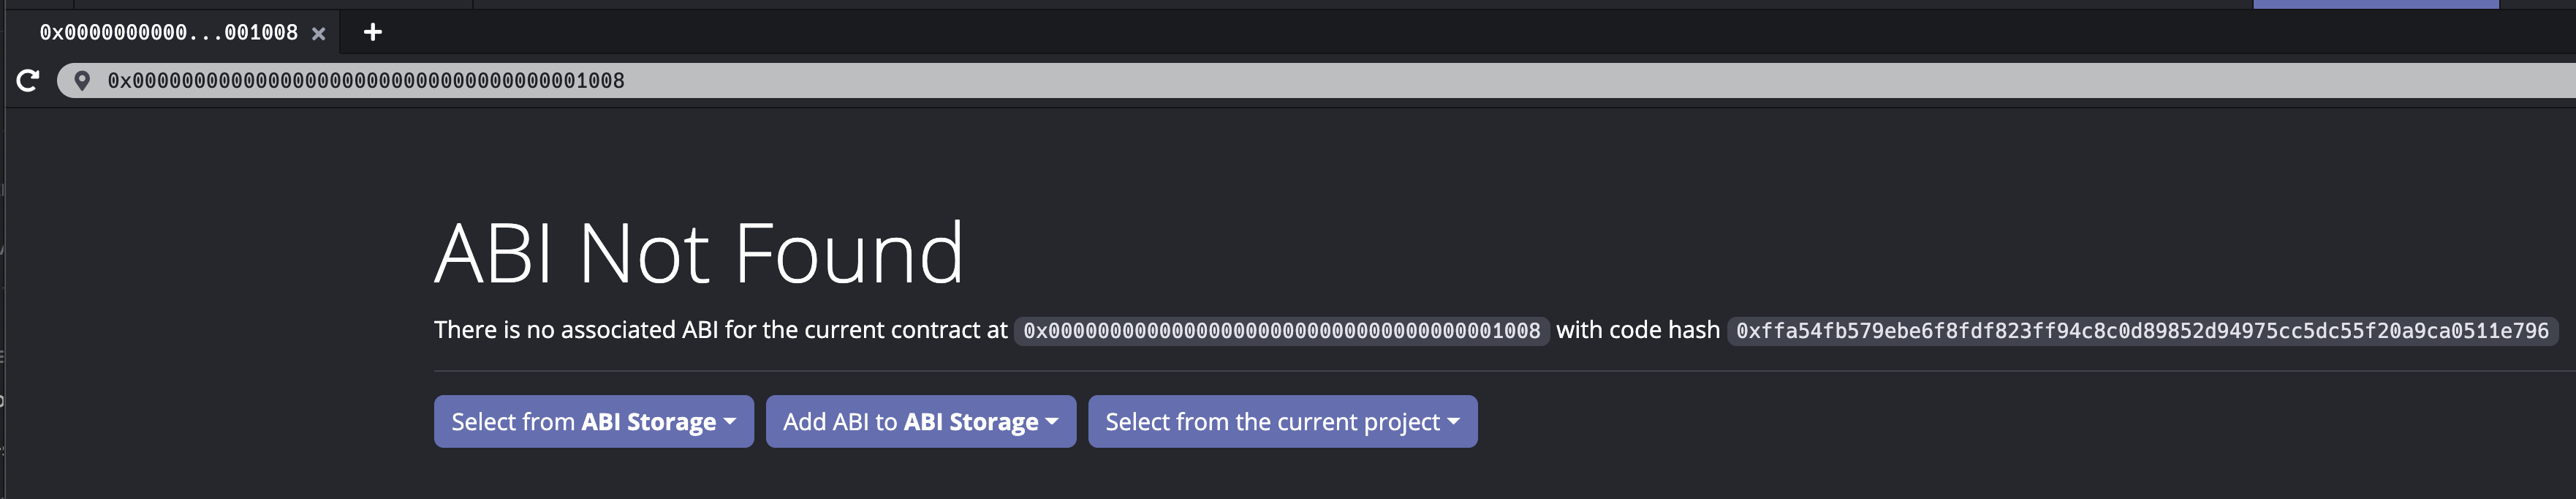 0x0000000000...001008
0x0000000000000000000000000000000000001008
ABI Not Found
There is no associated ABI for the current contract at 0x0000000000000000000000000000000000001008 with code hash 0xffa54fb579ebe6f8fdf823ff94c8c0d89852d94975cc5dc55f20a9ca0511e796
Select from ABI Storage Add ABI to ABI Storage Select from the current project